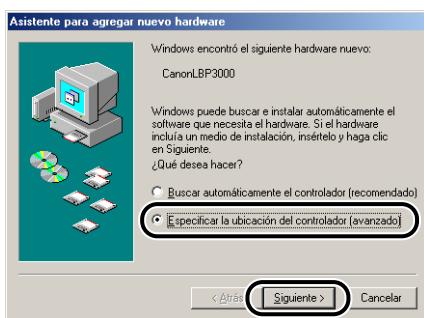 Asistente para agregar nuevo hardware
Windows encontró el siguiente hardware nuevo:
CanonLBP3000
Windows puede buscar e instalar automáticamente el
software que necesita el hardware. Si el hardware
incluía un medio de instalación, insértelo y haga clic
en Siguiente.
¿Qué desea hacer?
Buscar automáticamente el controlador (recomendado)
Especificar la ubicación del controlador (avanzado)
< Atrás
Siguiente >
Cancelar